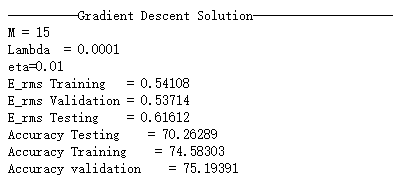 ——————Gradient Descent Solution————————————
M = 15
Lambda = 0.0001
eta=0.01
E_rms Training = 0.54108
E_rms Validation = 0.53714
E_rms Testing = 0.61612
Accuracy Testing = 70.26289
Accuracy Training = 74.58303
Accuracy validation = 75.19391